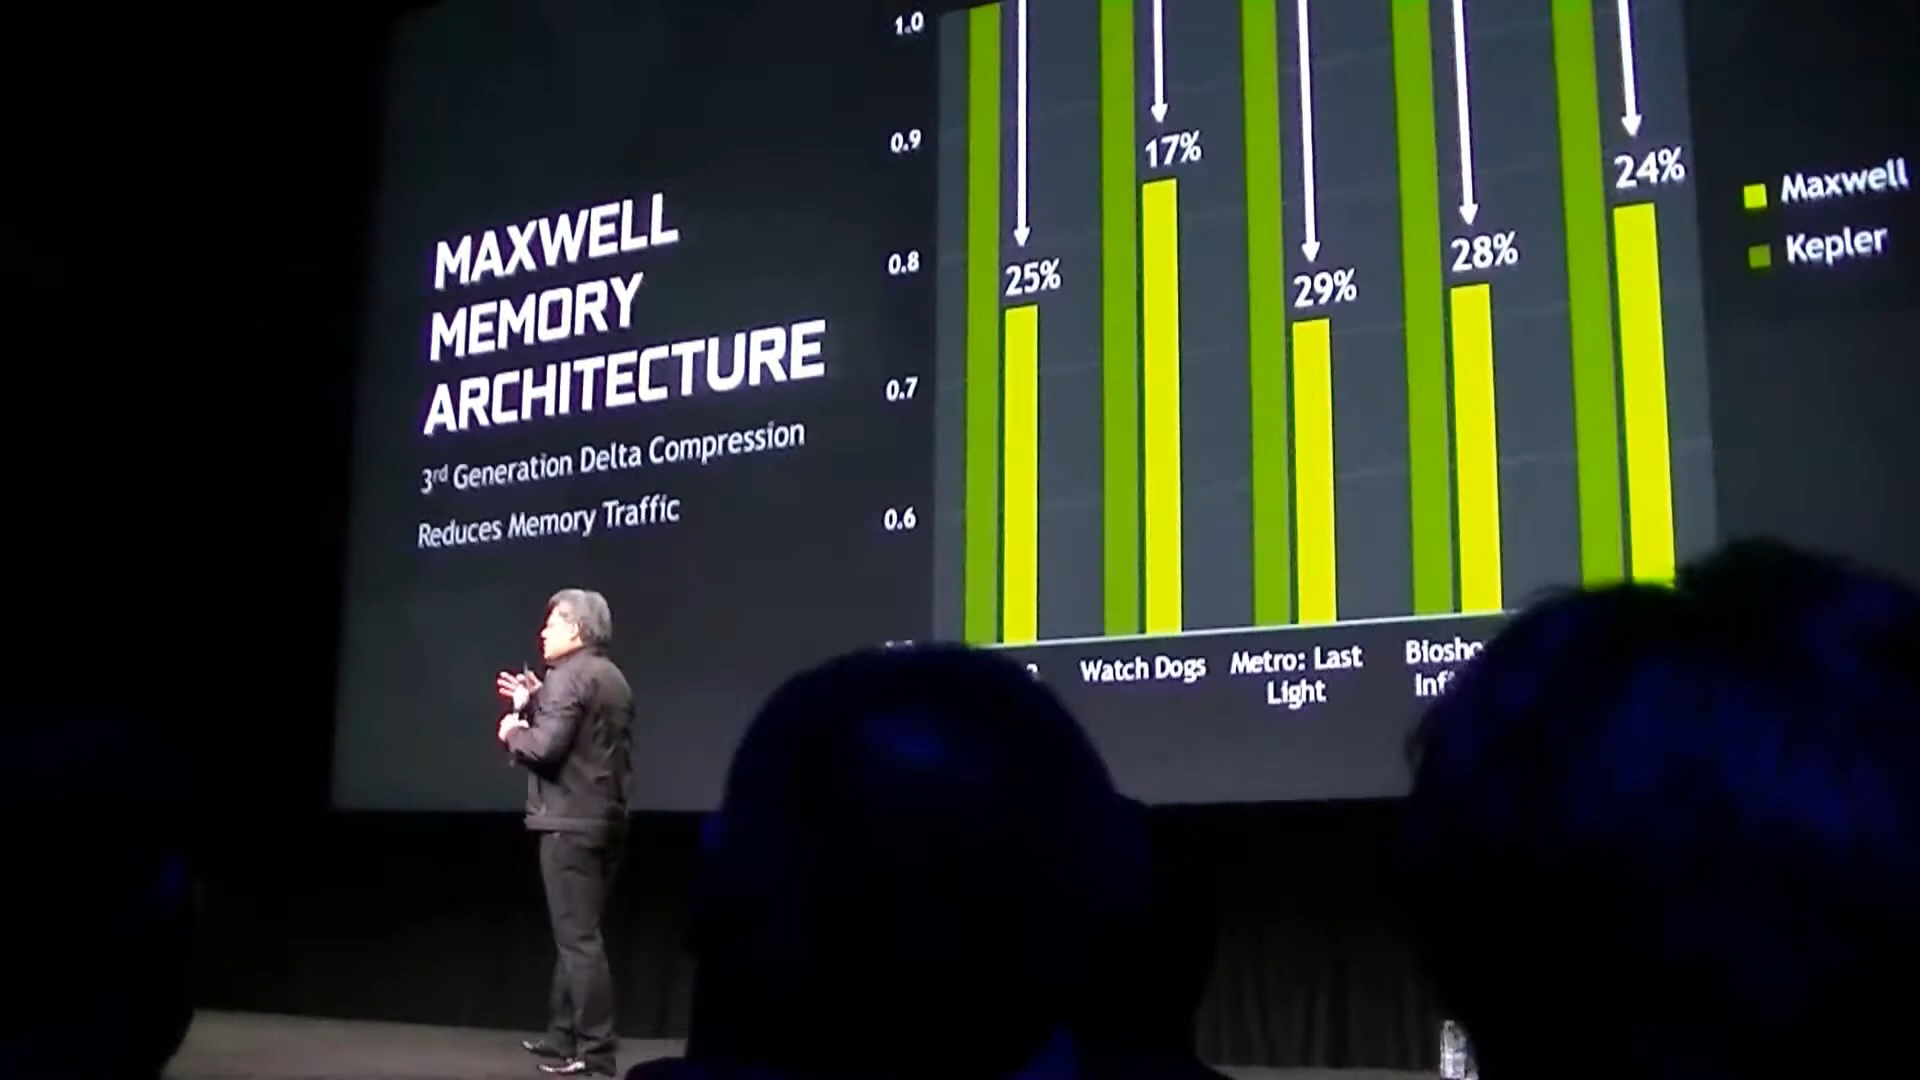 MAXWELL
MEMORY
ARCHITECTURE
3rd Generation Delta Compression
Reduces Memory Traffic
1.0
0.9
0.8
0.7
0.6
25%
17%
29%
28%
24%
Watch Dogs
Metro: Last
Light
Maxwell
Kepler